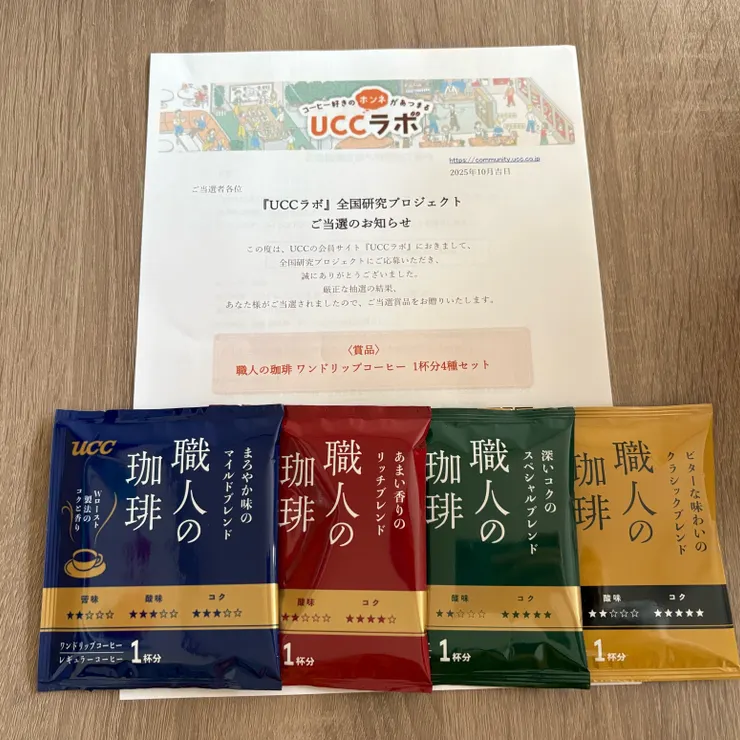 コーヒー好きのホンネがあつまる
UCCラボ
https://community.ucc.co.jp
2025年10月吉日
ご当選者各位
『UCCラボ』全国研究プロジェクト
ご当選のお知らせ
この度は、UCCの会員サイト『UCCラボ』におきまして、
全国研究プロジェクトにご応募いただき、
誠にありがとうございました。
厳正な抽選の結果、
あなた様がご当選されましたので、ご当選賞品をお贈りいたします。
〈賞品〉
職人の珈琲 ワンドリップコーヒー 1杯分4種セット
UCC
まろやか味の
マイルドブレンド
職人の
珈琲
Wロースト
製法の
コクと香り
苦味 酸味 コク
★★☆☆☆ ★★★☆☆ ★★★☆☆
ワンドリップコーヒー
レギュラーコーヒー
1杯分
あまい香りの
リッチブレンド
職人の
珈琲
酸味 コク
★★☆☆☆ ★★★★☆
1杯分
深いコクの
スペシャルブレンド
職人の
珈琲
酸味 コク
★★☆☆☆ ★★★★★
1杯分
ビターな味わいの
クラシックブレンド
職人の
珈琲
酸味 コク
★★☆☆☆ ★★★★★
1杯分